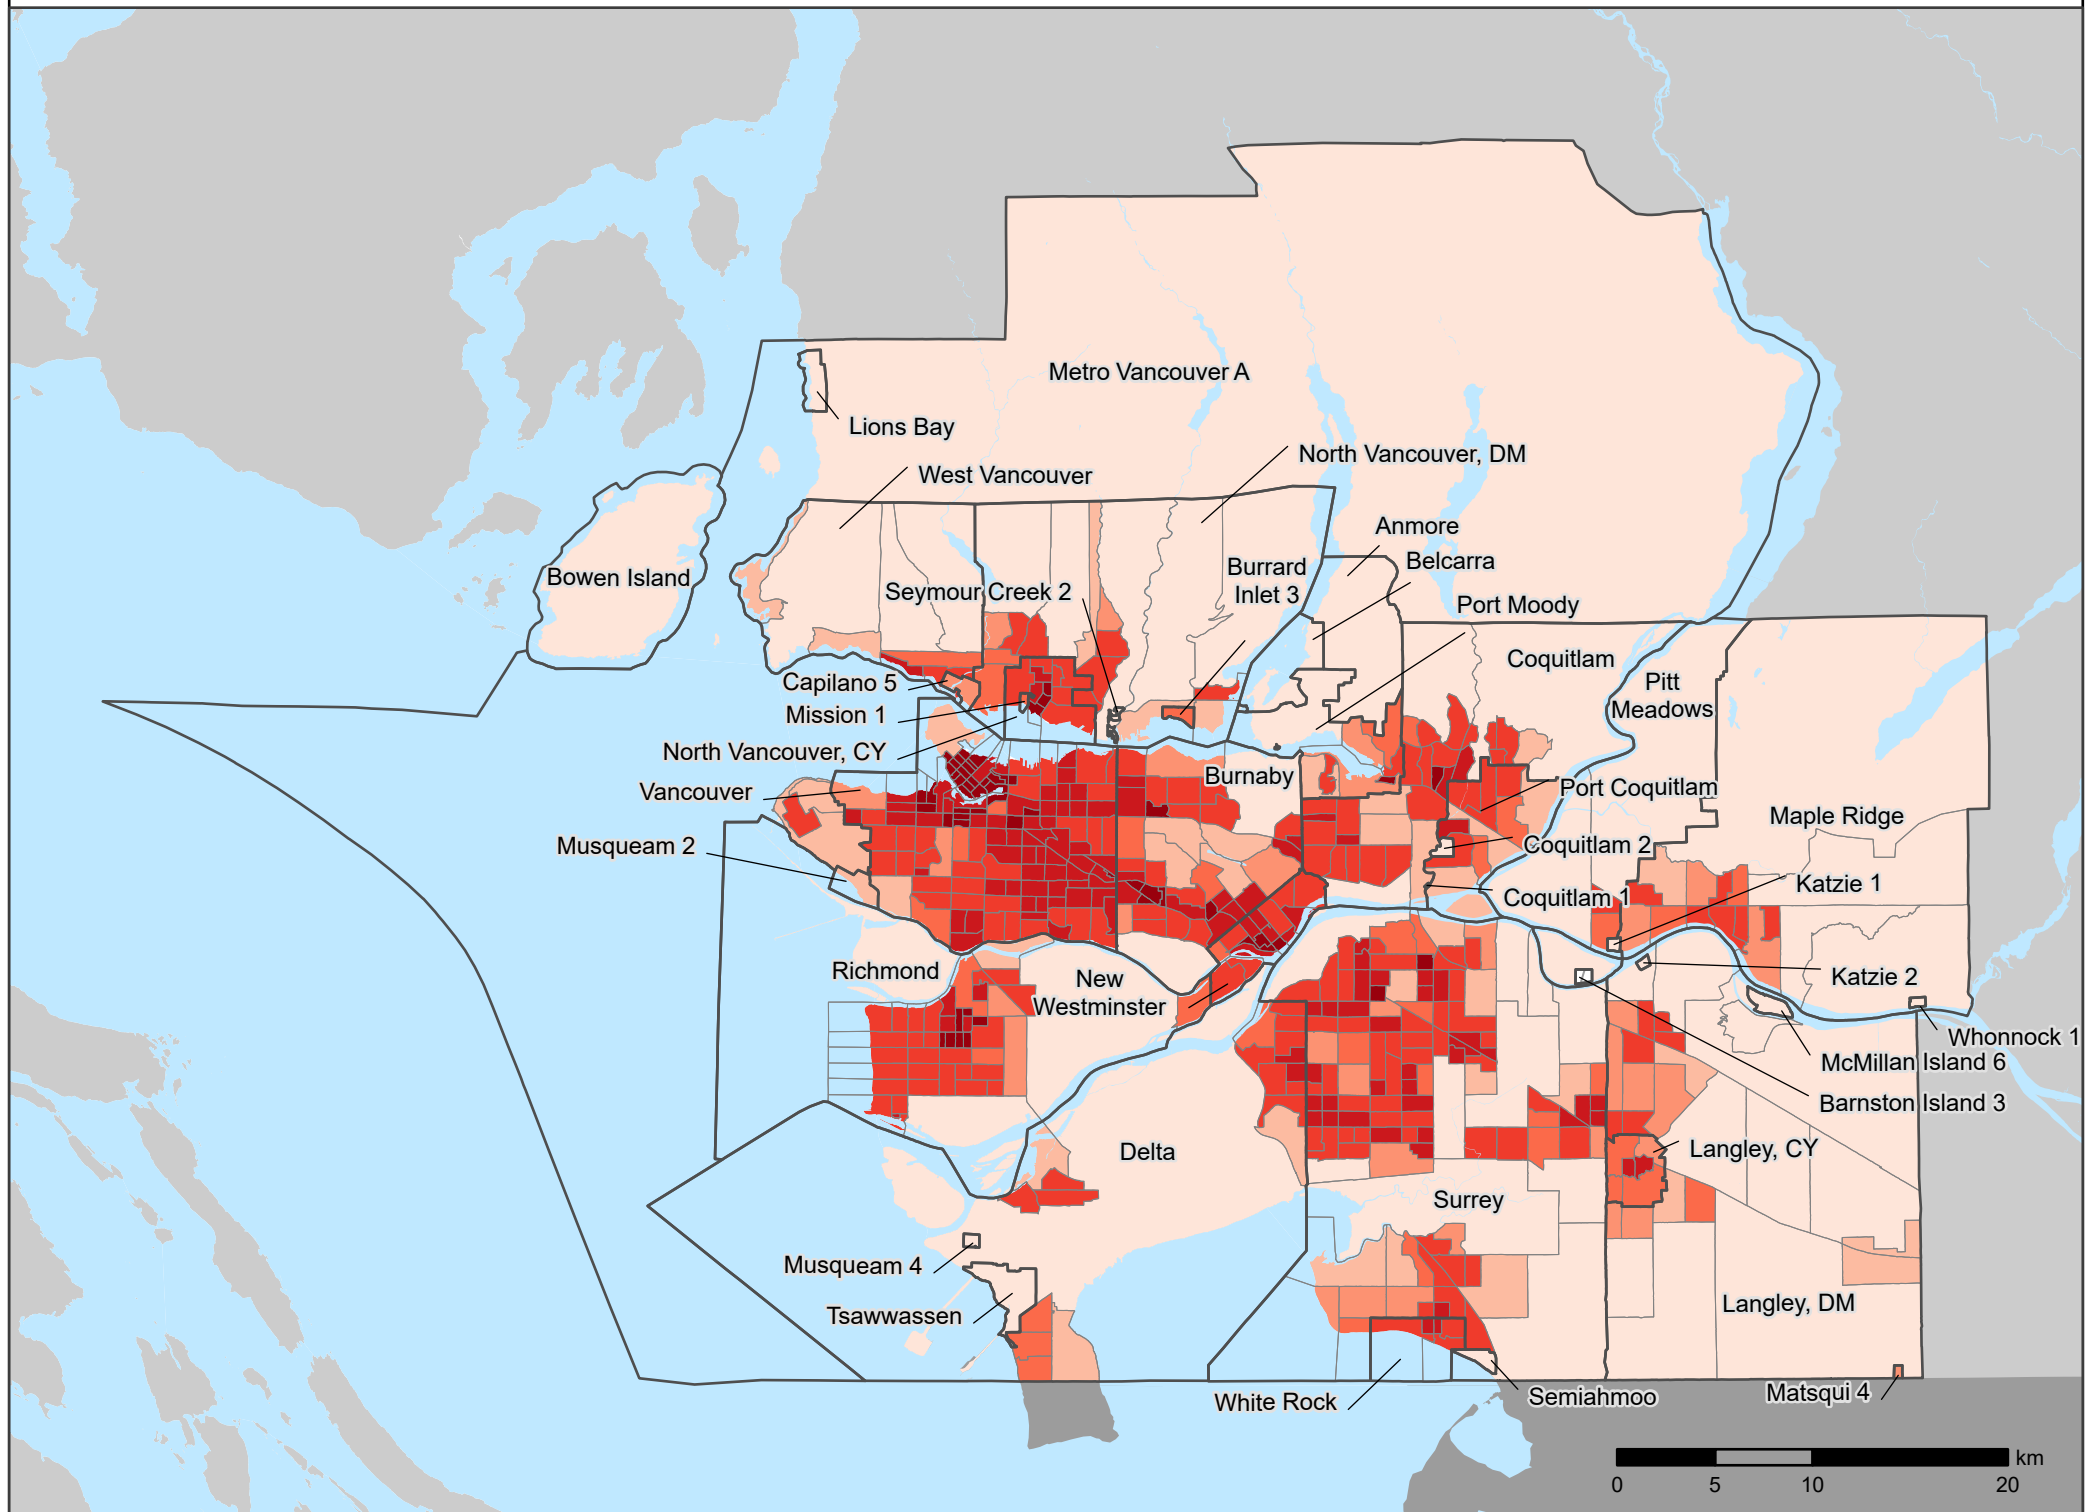 Metro Vancouver A
Lions Bay
North Vancouver, DM
West Vancouver
Anmore
Belcarra
Burrard
Inlet 3
Bowen Island
Seymour Creek 2
Port Moody
Coquitlam
Capilano 5
Pitt
Meadows
Mission 1
North Vancouver, CY
Burnaby
Vancouver
Port Coquitlam
Maple Ridge
Musqueam 2
Coquitlam 2
Katzie 1
Coquitlam 1
Richmond
New
Westminster
Katzie 2
Whonnock 1
McMillan Island 6
Barnston Island 3
Delta
Langley, CY
Surrey
Musqueam 4
Tsawwassen
Langley, DM
White Rock
Semiahmoo
Matsqui 4
km
0 5 10 20